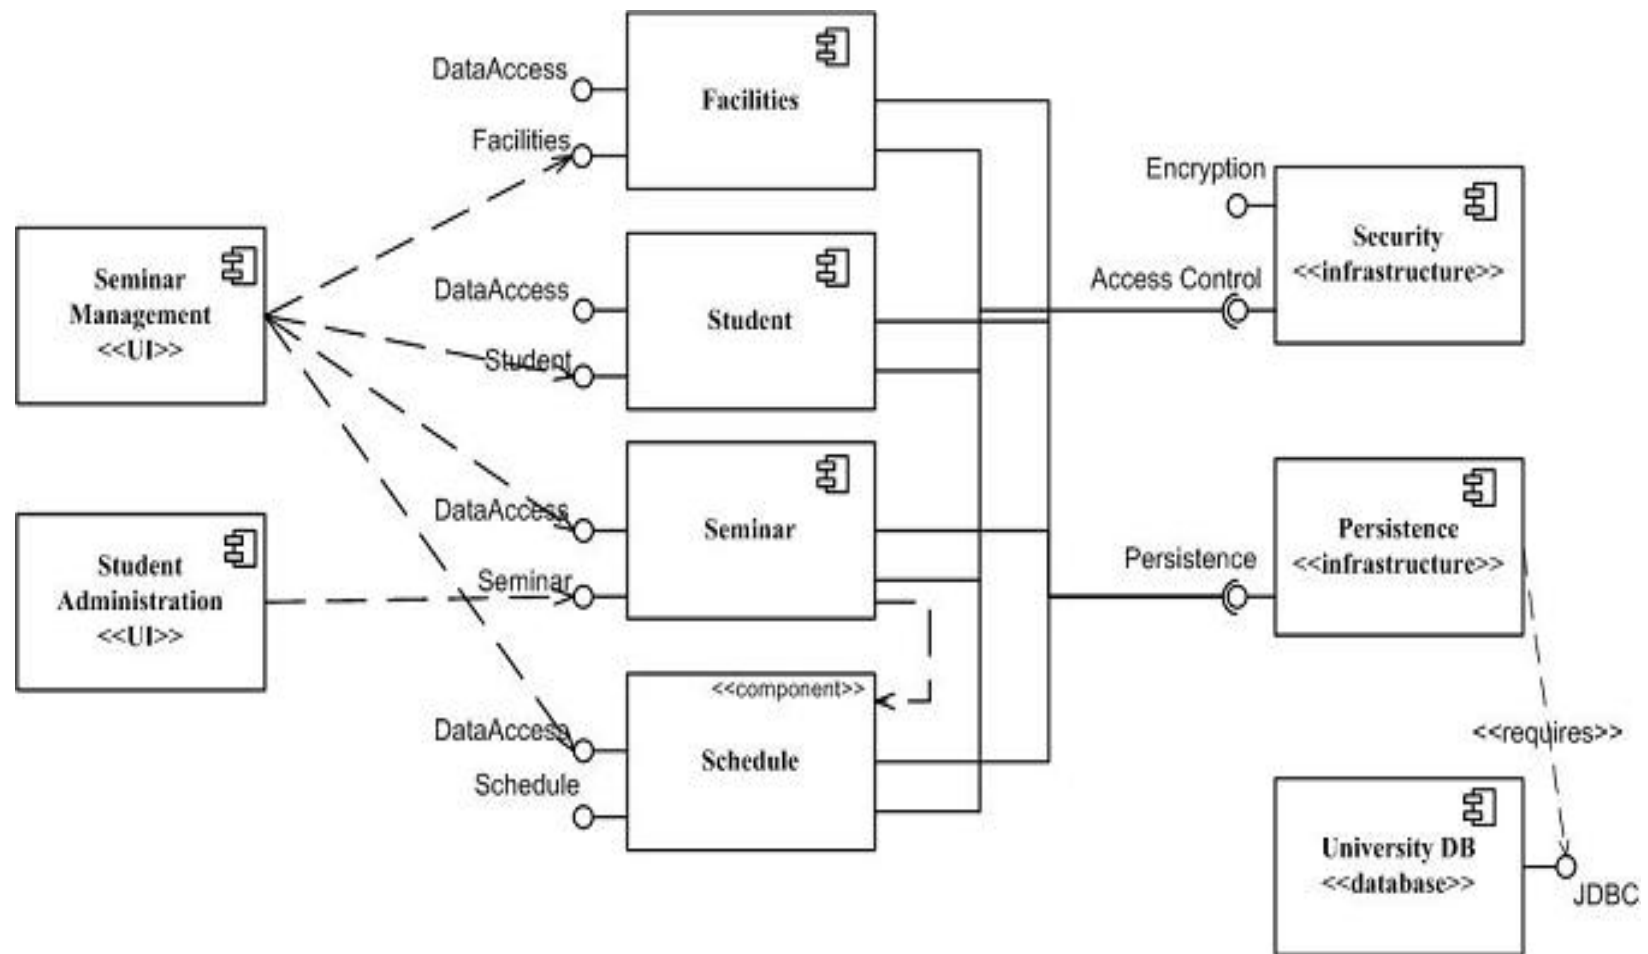 DataAccess
Facilities
Facilities
Seminar
Management
<<UI>>
DataAccess
Student
Student
Encryption
Security
<<infrastructure>>
Access Control
Student
Administration
<<UI>>
DataAccess
Seminar
Seminar
Persistence
Persistence
<<infrastructure>>
<<component>>
DataAccess
Schedule
Schedule
<<requires>>
University DB
<<database>>
JDBC